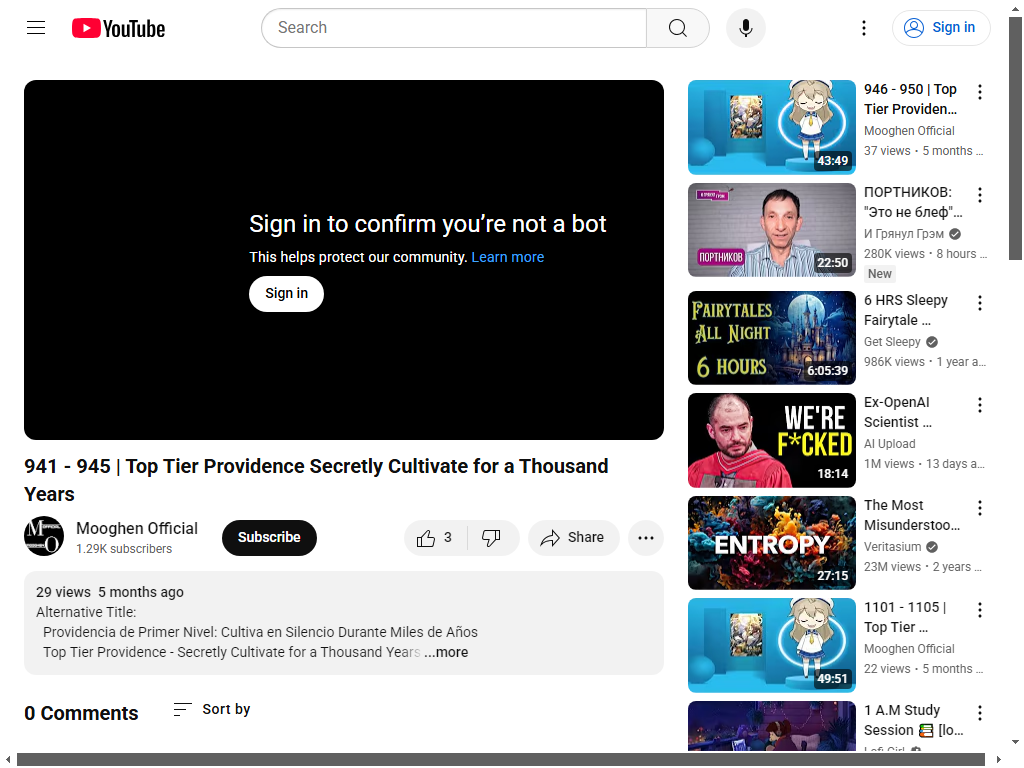 YouTube
Search
Sign in
Sign in to confirm you’re not a bot
This helps protect our community. Learn more
Sign in
941 - 945 | Top Tier Providence Secretly Cultivate for a Thousand
Years
Mooghen Official
1.29K subscribers
Subscribe
3
Share
29 views 5 months ago
Alternative Title:
Providencia de Primer Nivel: Cultiva en Silencio Durante Miles de Años
Top Tier Providence - Secretly Cultivate for a Thousand Years ...more
0 Comments
Sort by
43:49
946 - 950 | Top
Tier Providen...
Mooghen Official
37 views • 5 months ...
ПОРТНИКОВ
22:50
ПОРТНИКОВ:
"Это не блеф"...
И Грянул Грэм
280K views • 8 hours ...
New
FAIRYTALES
ALL NIGHT
6 HOURS
6:05:39
6 HRS Sleepy
Fairytale ...
Get Sleepy
986K views • 1 year a...
WE'RE
F*CKED
18:14
Ex-OpenAI
Scientist ...
AI Upload
1M views • 13 days a...
ENTROPY
27:15
The Most
Misunderstoo...
Veritasium
23M views • 2 years ...
49:51
1101 - 1105 |
Top Tier ...
Mooghen Official
22 views • 5 months ...
1 A.M Study
Session 📚 [lo...
Lofi Girl